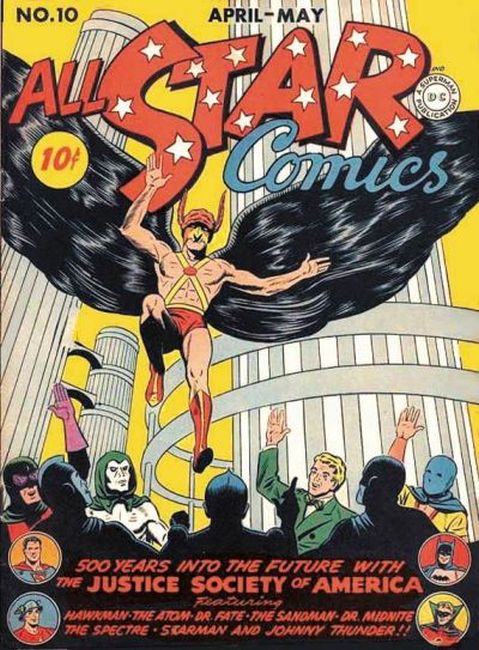 NO.10 APRIL-MAY
ALL STAR
Comics
AND
A SUPERMAN
DC
PUBLICATION
10¢
500 YEARS INTO THE FUTURE WITH
THE JUSTICE SOCIETY OF AMERICA
Featuring
HAWKMAN·THE ATOM·DR. FATE·THE SANDMAN·DR. MIDNITE
THE SPECTRE·STARMAN AND JOHNNY THUNDER!!